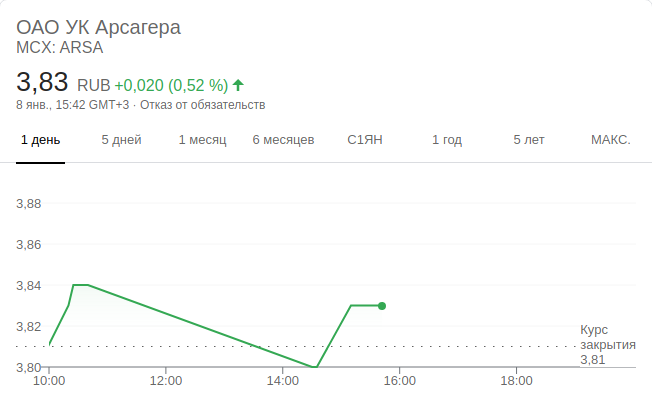 ОАО УК Арсагера
MCX: ARSA
3,83 RUB +0,020 (0,52 %)
8 янв., 15:42 GMT+3 · Отказ от обязательств
1 день 5 дней 1 месяц 6 месяцев С1ЯН 1 год 5 лет МАКС.
3,88
3,86
3,84
3,82
Курс
закрытия
3,81
3,80
10:00 12:00 14:00 16:00 18:00